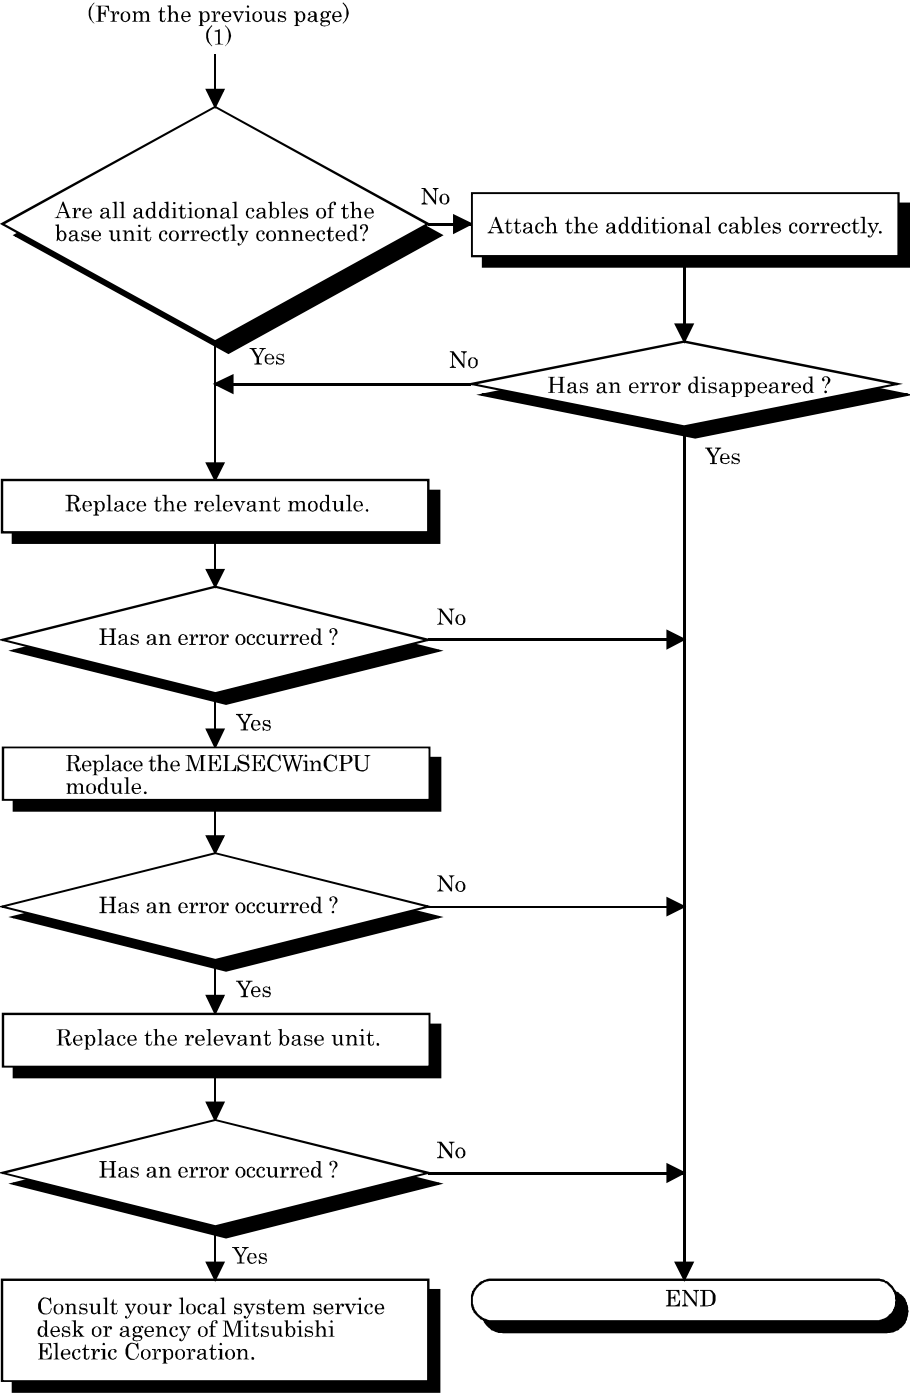 (From the previous page)
(1)
Are all additional cables of the
base unit correctly connected?
No
Attach the additional cables correctly.
Yes
No
Has an error disappeared ?
Yes
Replace the relevant module.
Has an error occurred ?
No
Yes
Replace the MELSECWinCPU
module.
Has an error occurred ?
No
Yes
Replace the relevant base unit.
Has an error occurred ?
No
Yes
Consult your local system service
desk or agency of Mitsubishi
Electric Corporation.
END